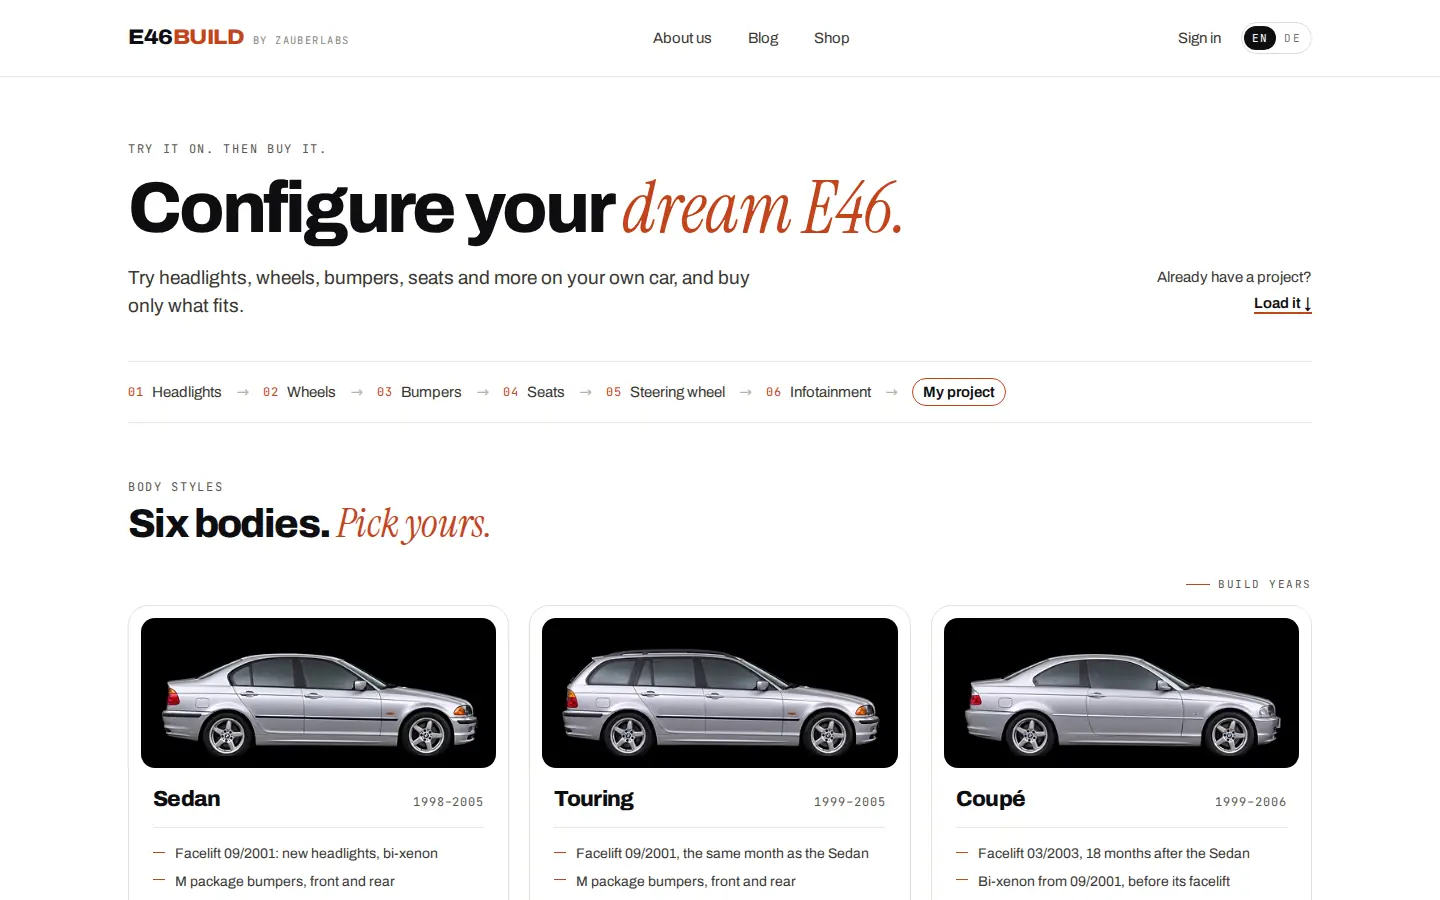 E46BUILD BY ZAUBERLABS
About us Blog Shop
Sign in EN DE
TRY IT ON. THEN BUY IT.
Configure your dream E46.
Try headlights, wheels, bumpers, seats and more on your own car, and buy
only what fits.
Already have a project?
Load it ↓
01 Headlights → 02 Wheels → 03 Bumpers → 04 Seats → 05 Steering wheel → 06 Infotainment → My project
BODY STYLES
Six bodies. Pick yours.
BUILD YEARS
Sedan 1998–2005
— Facelift 09/2001: new headlights, bi-xenon
— M package bumpers, front and rear
Touring 1999–2005
— Facelift 09/2001, the same month as the Sedan
— M package bumpers, front and rear
Coupé 1999–2006
— Facelift 03/2003, 18 months after the Sedan
— Bi-xenon from 09/2001, before its facelift